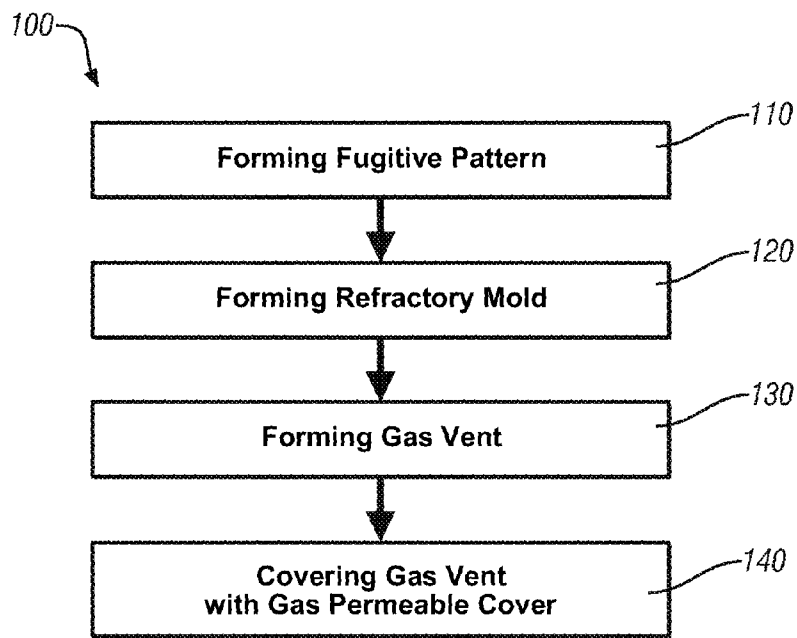 100
110
Forming Fugitive Pattern
120
Forming Refractory Mold
130
Forming Gas Vent
140
Covering Gas Vent
with Gas Permeable Cover